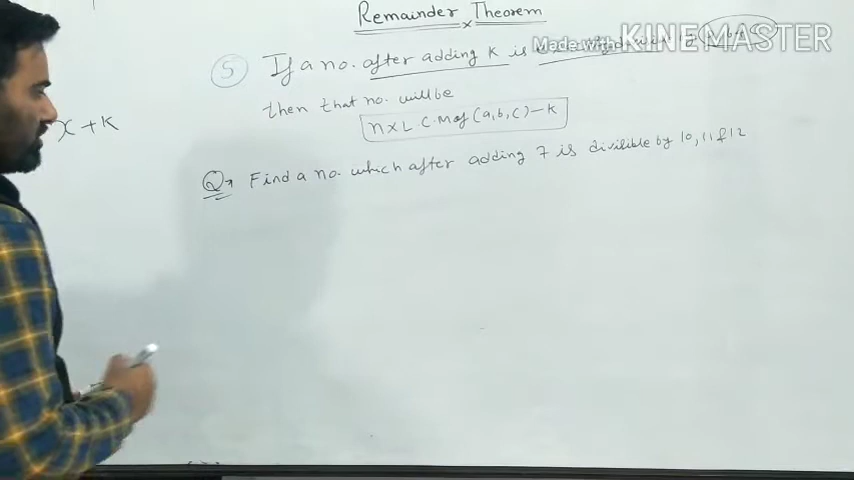 Remainder Theorem
5 If a no. after adding k is
Made with KINEMASTER
x + k
then that no. will be
n×L.C.M of (a,b,c) – k
Q→ Find a no. which after adding 7 is divilible by 10, 11 & 12